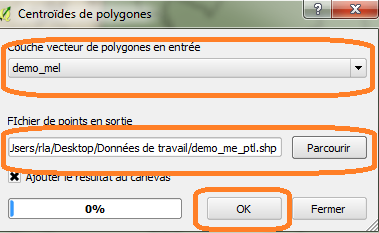 Centroïdes de polygones
Couche vecteur de polygones en entrée
demo_mel
FIchier de points en sortie
Jsers/rla/Desktop/Données de travail/demo_me_ptl.shp
Parcourir
Ajouter le résultat au canevas
0%
OK
Fermer